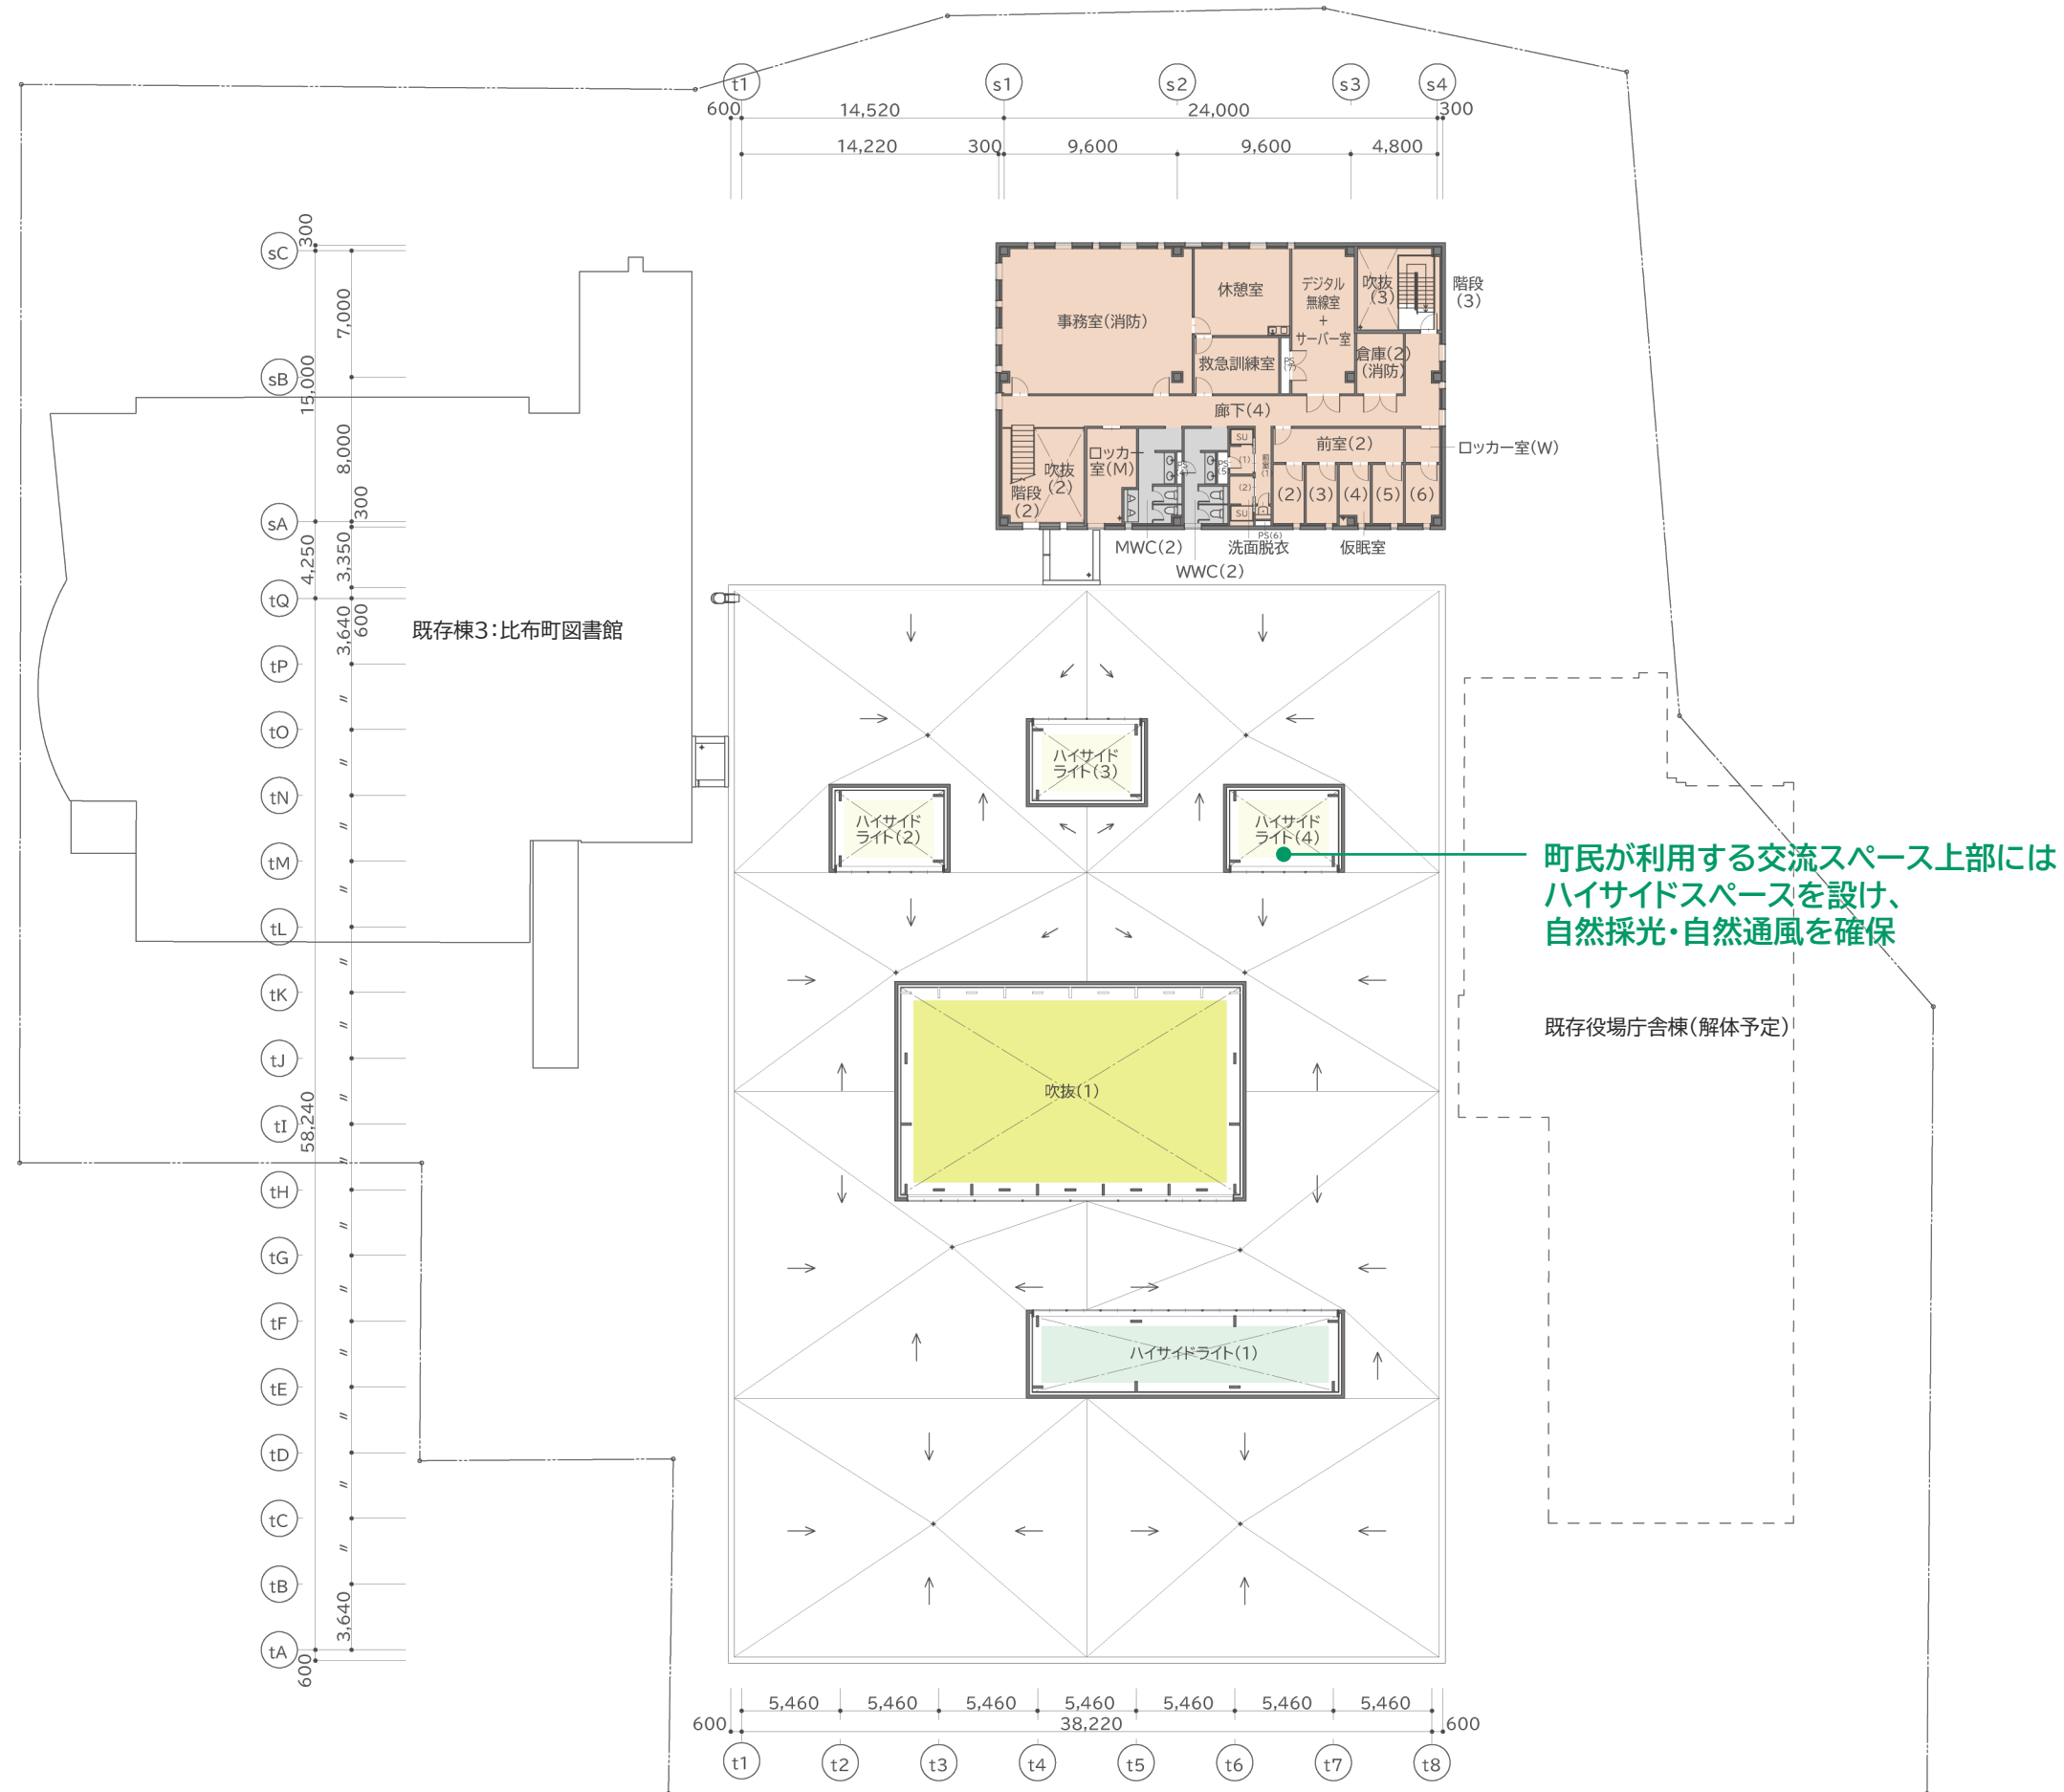 t1
s1
s2
s3
s4
600
14,520
24,000
300
14,220
300
9,600
9,600
4,800
sC
sB
sA
tQ
tP
tO
tN
tM
tL
tK
tJ
tI
tH
tG
tF
tE
tD
tC
tB
tA
300
7,000
15,000
8,000
300
3,350
4,250
600
3,640
58,240
3,640
600
既存棟3：比布町図書館
事務室(消防)
休憩室
デジタル
無線室
+
サーバー室
吹抜
(3)
階段
(3)
救急訓練室
PS
(7)
倉庫(2)
(消防)
廊下(4)
前室(2)
ロッカー室(W)
吹抜
(2)
階段
(2)
ロッカー
室(M)
SU
(1)
(2)
SU
(2)
(3)
(4)
(5)
(6)
PS
(5)
PS(6)
MWC(2)
WWC(2)
洗面脱衣
仮眠室
ハイサイド
ライト(3)
ハイサイド
ライト(2)
ハイサイド
ライト(4)
町民が利用する交流スペース上部には
ハイサイドスペースを設け、
自然採光・自然通風を確保
既存役場庁舎棟(解体予定)
吹抜(1)
ハイサイドライト(1)
5,460
5,460
5,460
5,460
5,460
5,460
5,460
600
38,220
600
t1
t2
t3
t4
t5
t6
t7
t8